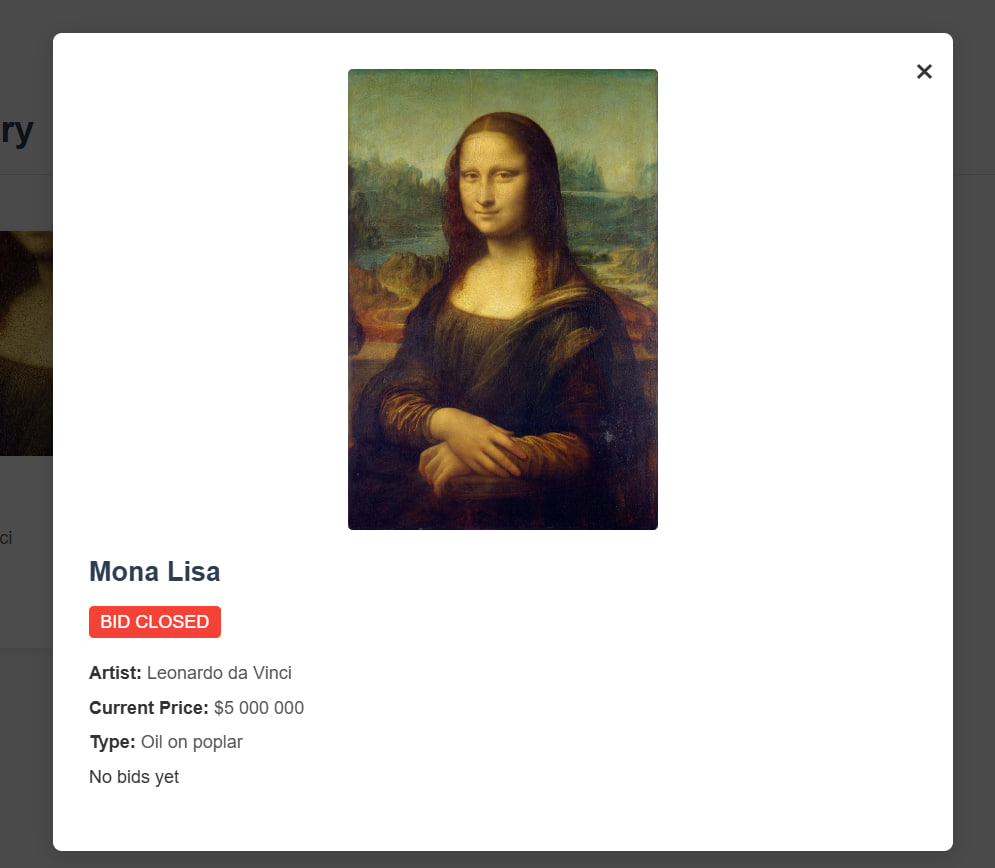 ry
ci
×
Mona Lisa
BID CLOSED
Artist: Leonardo da Vinci
Current Price: $5 000 000
Type: Oil on poplar
No bids yet